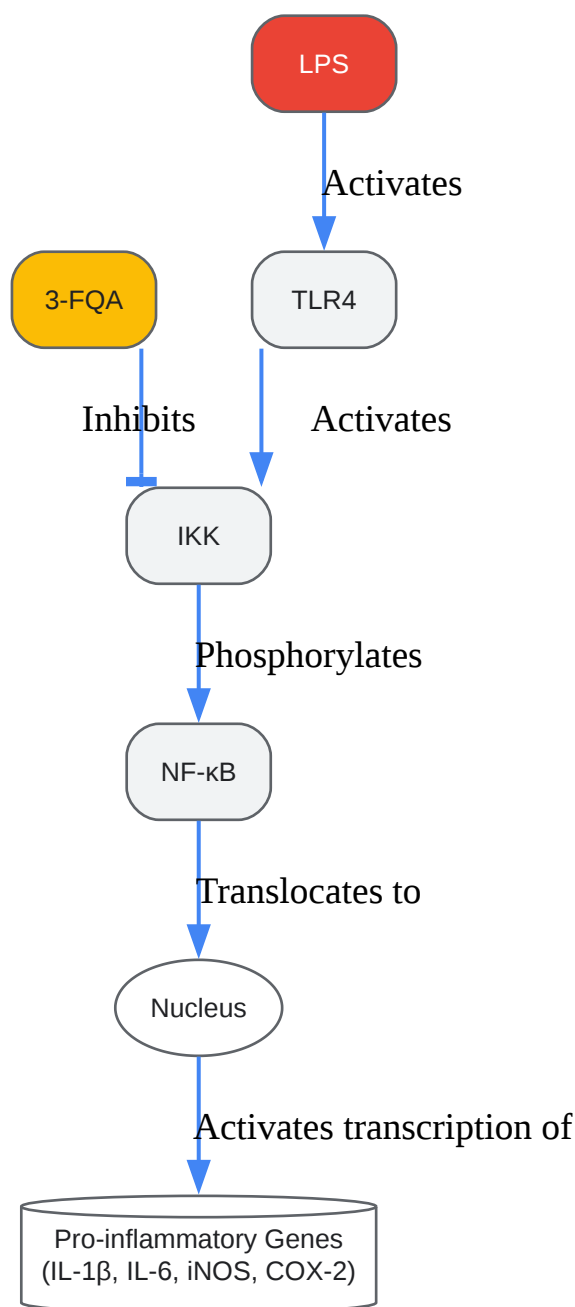 LPS
Activates
3-FQA
TLR4
Inhibits
Activates
IKK
Phosphorylates
NF-κB
Translocates to
Nucleus
Activates transcription of
Pro-inflammatory Genes
(IL-1β, IL-6, iNOS, COX-2)